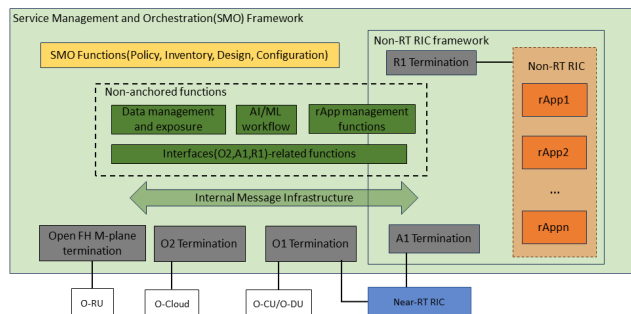 Service Management and Orchestration(SMO) Framework
SMO Functions(Policy, Inventory, Design, Configuration)
Non-RT RIC framework
R1 Termination
Non-RT RIC
rApp1
rApp2
...
rAppn
Non-anchored functions
Data management
and exposure
AI/ML
workflow
rApp management
functions
Interfaces(O2,A1,R1)-related functions
Internal Message Infrastructure
Open FH M-plane
termination
O2 Termination
O1 Termination
A1 Termination
O-RU
O-Cloud
O-CU/O-DU
Near-RT RIC